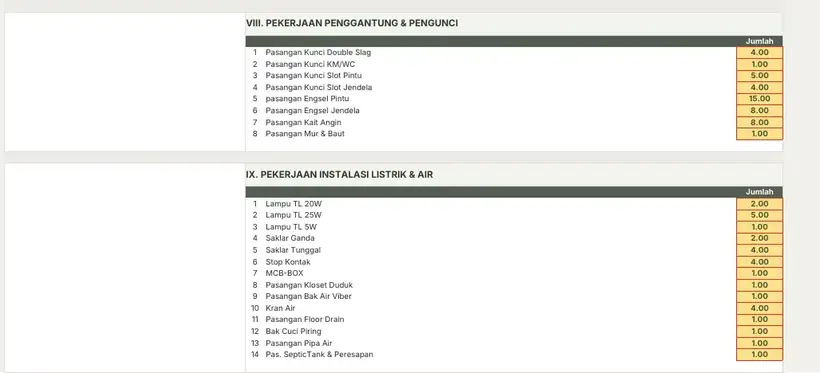 VIII. PEKERJAAN PENGGANTUNG & PENGUNCI
Jumlah
1 Pasangan Kunci Double Slag 4.00
2 Pasangan Kunci KM/WC 1.00
3 Pasangan Kunci Slot Pintu 5.00
4 Pasangan Kunci Slot Jendela 4.00
5 pasangan Engsel Pintu 15.00
6 Pasangan Engsel Jendela 8.00
7 Pasangan Kait Angin 8.00
8 Pasangan Mur & Baut 1.00
IX. PEKERJAAN INSTALASI LISTRIK & AIR
Jumlah
1 Lampu TL 20W 2.00
2 Lampu TL 25W 5.00
3 Lampu TL 5W 1.00
4 Saklar Ganda 2.00
5 Saklar Tunggal 4.00
6 Stop Kontak 4.00
7 MCB-BOX 1.00
8 Pasangan Kloset Duduk 1.00
9 Pasangan Bak Air Viber 1.00
10 Kran Air 4.00
11 Pasangan Floor Drain 1.00
12 Bak Cuci Piring 1.00
13 Pasangan Pipa Air 1.00
14 Pas. SepticTank & Peresapan 1.00